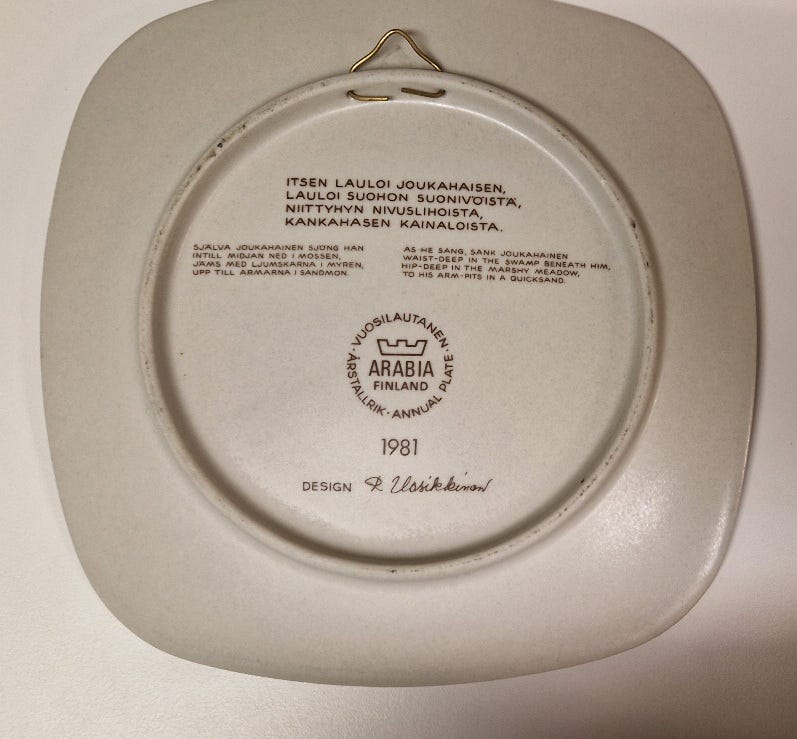 ITSEN LAULOI JOUKAHAISEN,
LAULOI SUOHON SUONIVÖISTÄ,
NIITTYHYN NIVUSLIHOISTA,
KANKAHASEN KAINALOISTA.
SJÄLVA JOUKAHAINEN SJÖNG HAN
INTILL MIDJAN NED I MOSSEN,
JÄMS MED LJUMSKARNA I MYREN,
UPP TILL ARMARNA I SANDMON.
AS HE SANG, SANK JOUKAHAINEN
WAIST-DEEP IN THE SWAMP BENEATH HIM,
HIP-DEEP IN THE MARSHY MEADOW,
TO HIS ARM-PITS IN A QUICKSAND.
· VUOSILAUTANEN ·
ARABIA
FINLAND
ÅRSTALLRIK · ANNUAL PLATE
1981
DESIGN R Uosikkinen